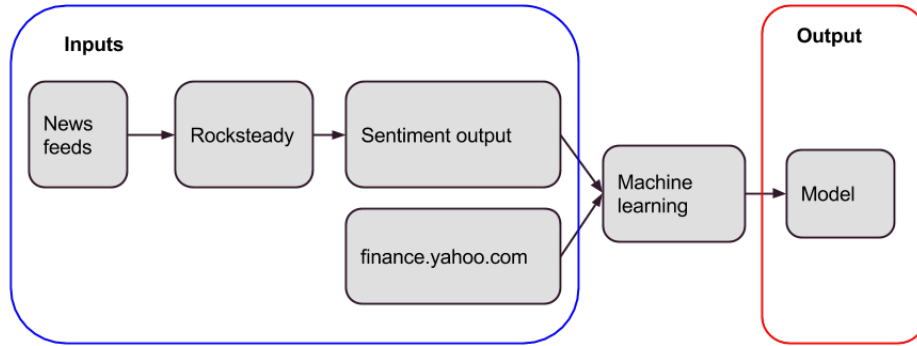 Inputs
Output
News
feeds
Rocksteady
Sentiment output
Machine
learning
Model
finance.yahoo.com